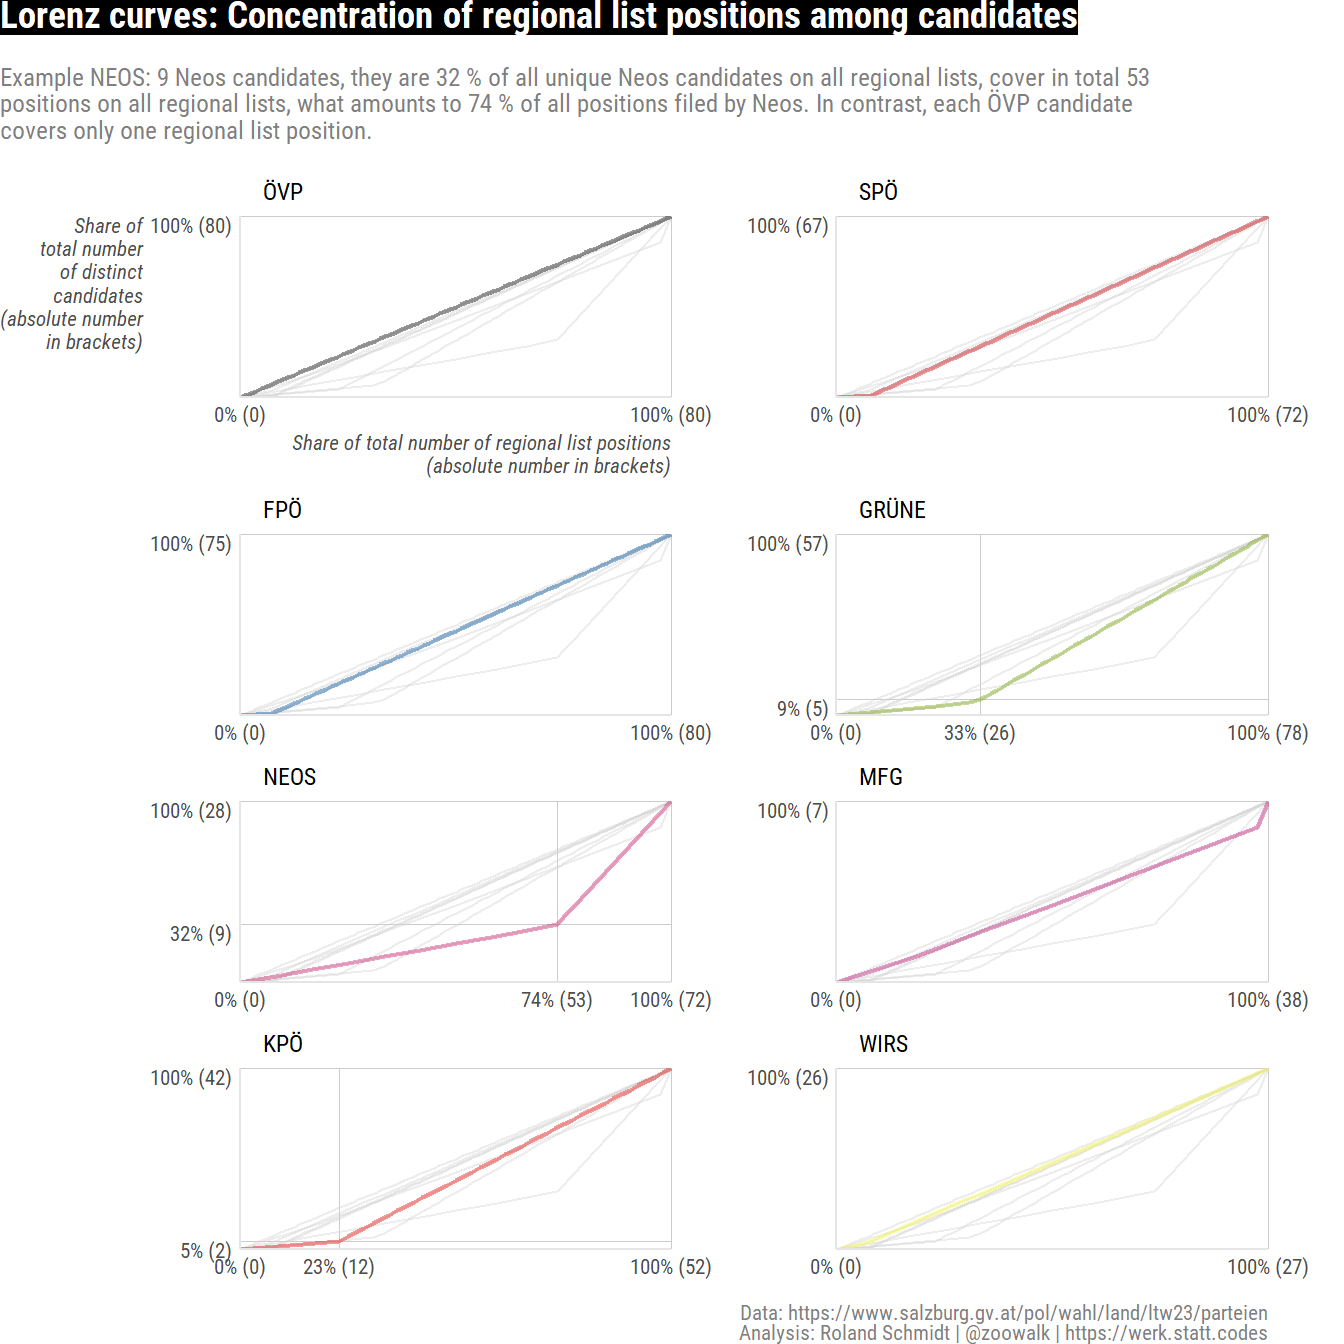 Lorenz curves: Concentration of regional list positions among candidates
Example NEOS: 9 Neos candidates, they are 32 % of all unique Neos candidates on all regional lists, cover in total 53
positions on all regional lists, what amounts to 74 % of all positions filed by Neos. In contrast, each ÖVP candidate
covers only one regional list position.
ÖVP
Share of
total number
of distinct
candidates
(absolute number
in brackets)
100% (80)
0% (0)
100% (80)
Share of total number of regional list positions
(absolute number in brackets)
SPÖ
100% (67)
0% (0)
100% (72)
FPÖ
100% (75)
0% (0)
100% (80)
GRÜNE
100% (57)
9% (5)
0% (0)
33% (26)
100% (78)
NEOS
100% (28)
32% (9)
0% (0)
74% (53)
100% (72)
MFG
100% (7)
0% (0)
100% (38)
KPÖ
100% (42)
5% (2)
0% (0)
23% (12)
100% (52)
WIRS
100% (26)
0% (0)
100% (27)
Data: https://www.salzburg.gv.at/pol/wahl/land/ltw23/parteien
Analysis: Roland Schmidt | @zoowalk | https://werk.statt.codes